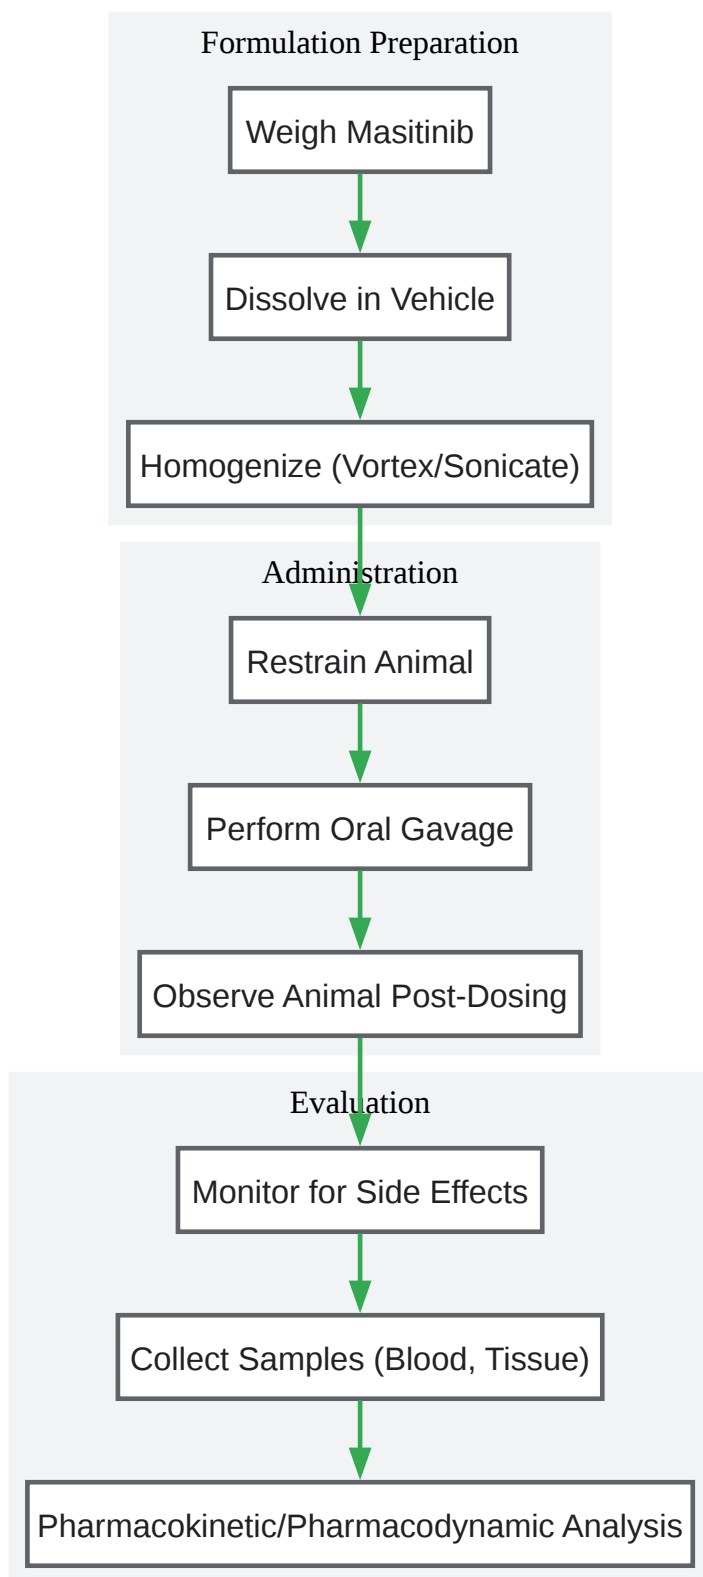 Formulation Preparation
Weigh Masitinib
Dissolve in Vehicle
Homogenize (Vortex/Sonicate)
Administration
Restrain Animal
Perform Oral Gavage
Observe Animal Post-Dosing
Evaluation
Monitor for Side Effects
Collect Samples (Blood, Tissue)
Pharmacokinetic/Pharmacodynamic Analysis